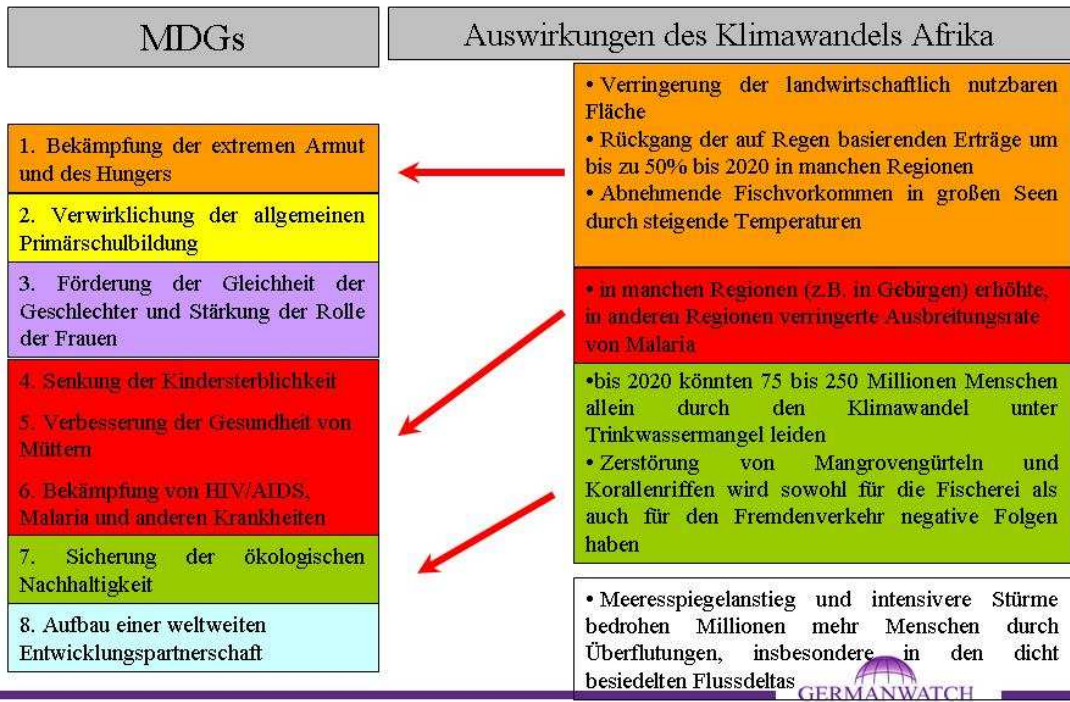 MDGs
Auswirkungen des Klimawandels Afrika
1. Bekämpfung der extremen Armut
und des Hungers
2. Verwirklichung der allgemeinen
Primärschulbildung
3. Förderung der Gleichheit der
Geschlechter und Stärkung der Rolle
der Frauen
4. Senkung der Kindersterblichkeit
5. Verbesserung der Gesundheit von
Müttern
6. Bekämpfung von HIV/AIDS,
Malaria und anderen Krankheiten
7. Sicherung der ökologischen
Nachhaltigkeit
8. Aufbau einer weltweiten
Entwicklungspartnerschaft
• Verringerung der landwirtschaftlich nutzbaren
Fläche
• Rückgang der auf Regen basierenden Erträge um
bis zu 50% bis 2020 in manchen Regionen
• Abnehmende Fischvorkommen in großen Seen
durch steigende Temperaturen
• in manchen Regionen (z.B. in Gebirgen) erhöhte,
in anderen Regionen verringerte Ausbreitungsrate
von Malaria
•bis 2020 könnten 75 bis 250 Millionen Menschen
allein durch den Klimawandel unter
Trinkwassermangel leiden
• Zerstörung von Mangrovengürteln und
Korallenriffen wird sowohl für die Fischerei als
auch für den Fremdenverkehr negative Folgen
haben
• Meeresspiegelanstieg und intensivere Stürme
bedrohen Millionen mehr Menschen durch
Überflutungen, insbesondere in den dicht
besiedelten Flussdeltas
GERMANWATCH